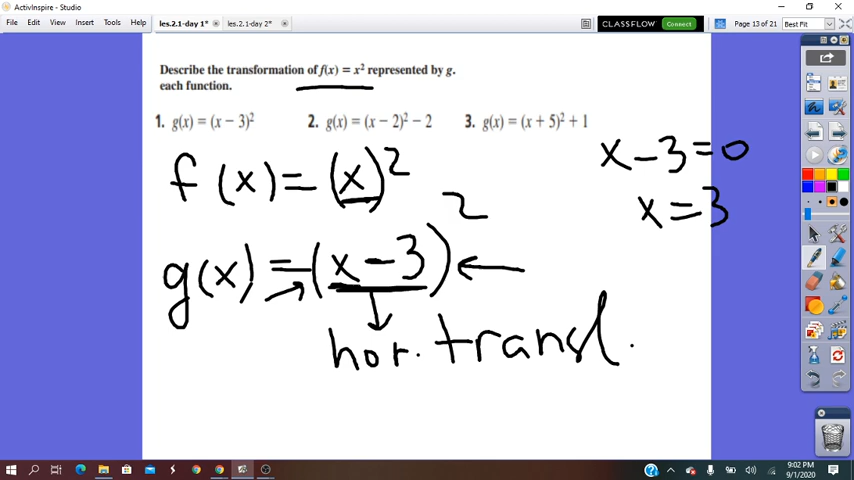 ActivInspire - Studio
File Edit View Insert Tools Help
les.2.1-day 1* les.2.1-day 2*
CLASSFLOW Connect
Page 13 of 21 Best Fit
Describe the transformation of f(x) = x² represented by g.
each function.
1. g(x) = (x − 3)² 2. g(x) = (x − 2)² − 2 3. g(x) = (x + 5)² + 1
x − 3 = 0
f(x) = (x)²
x = 3
g(x) = (x − 3)²
hor. transl.
9:02 PM
9/1/2020